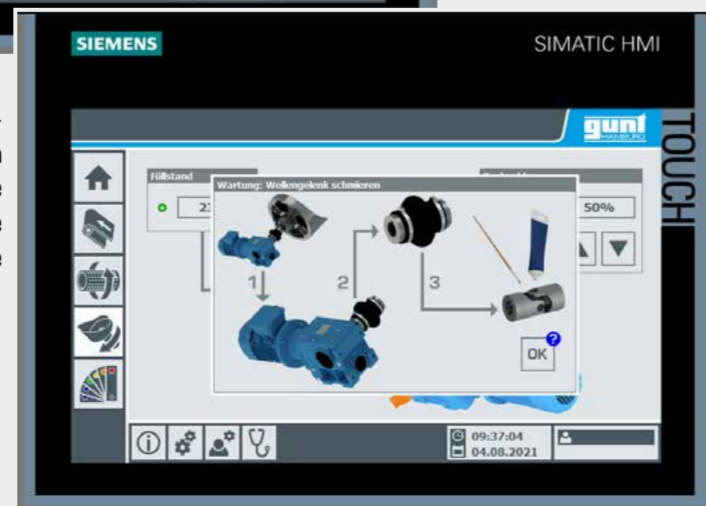 SIEMENS
SIMATIC HMI
TOUCH
gunt
HAMBURG
Füllstand
Wartung: Wellengelenk schmieren
50%
1
2
3
OK
?
09:37:04
04.08.2021